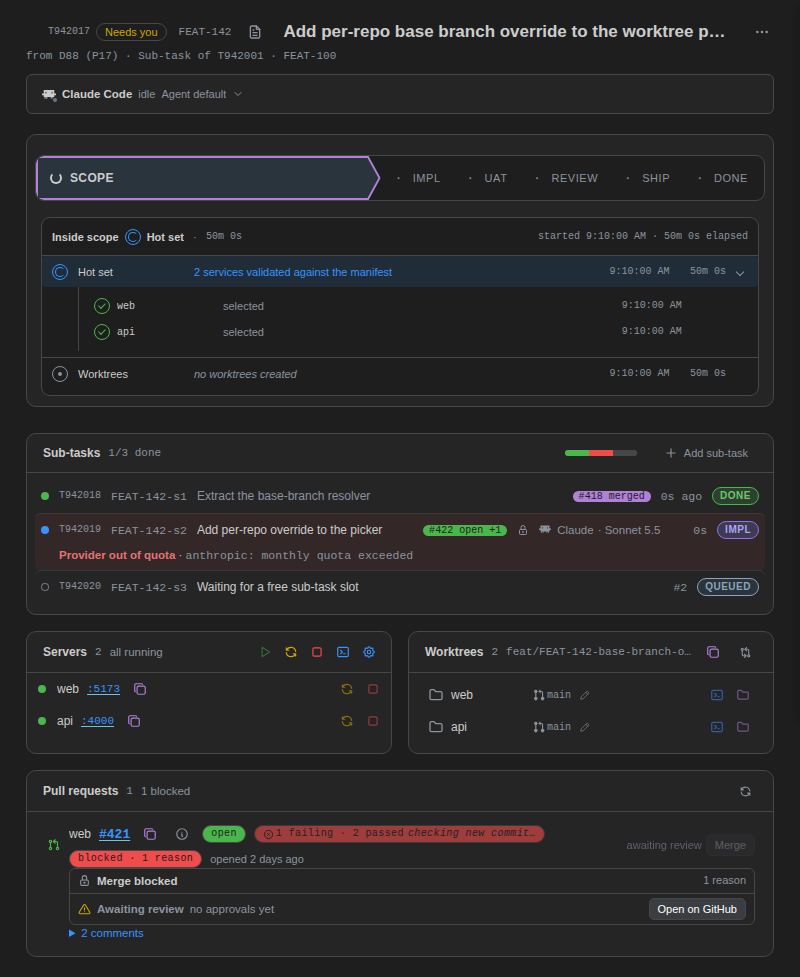 T942017 Needs you FEAT-142 Add per-repo base branch override to the worktree p…
from D88 (P17) · Sub-task of T942001 · FEAT-100
Claude Code idle Agent default
SCOPE · IMPL · UAT · REVIEW · SHIP · DONE
Inside scope Hot set · 50m 0s started 9:10:00 AM · 50m 0s elapsed
Hot set 2 services validated against the manifest 9:10:00 AM 50m 0s
web selected 9:10:00 AM
api selected 9:10:00 AM
Worktrees no worktrees created 9:10:00 AM 50m 0s
Sub-tasks 1/3 done Add sub-task
T942018 FEAT-142-s1 Extract the base-branch resolver #418 merged 0s ago DONE
T942019 FEAT-142-s2 Add per-repo override to the picker #422 open +1 Claude · Sonnet 5.5 0s IMPL
Provider out of quota · anthropic: monthly quota exceeded
T942020 FEAT-142-s3 Waiting for a free sub-task slot #2 QUEUED
Servers 2 all running
web :5173
api :4000
Worktrees 2 feat/FEAT-142-base-branch-o…
web main
api main
Pull requests 1 1 blocked
web #421 open 1 failing · 2 passed checking new commit…
blocked · 1 reason opened 2 days ago
awaiting review Merge
Merge blocked 1 reason
Awaiting review no approvals yet Open on GitHub
2 comments